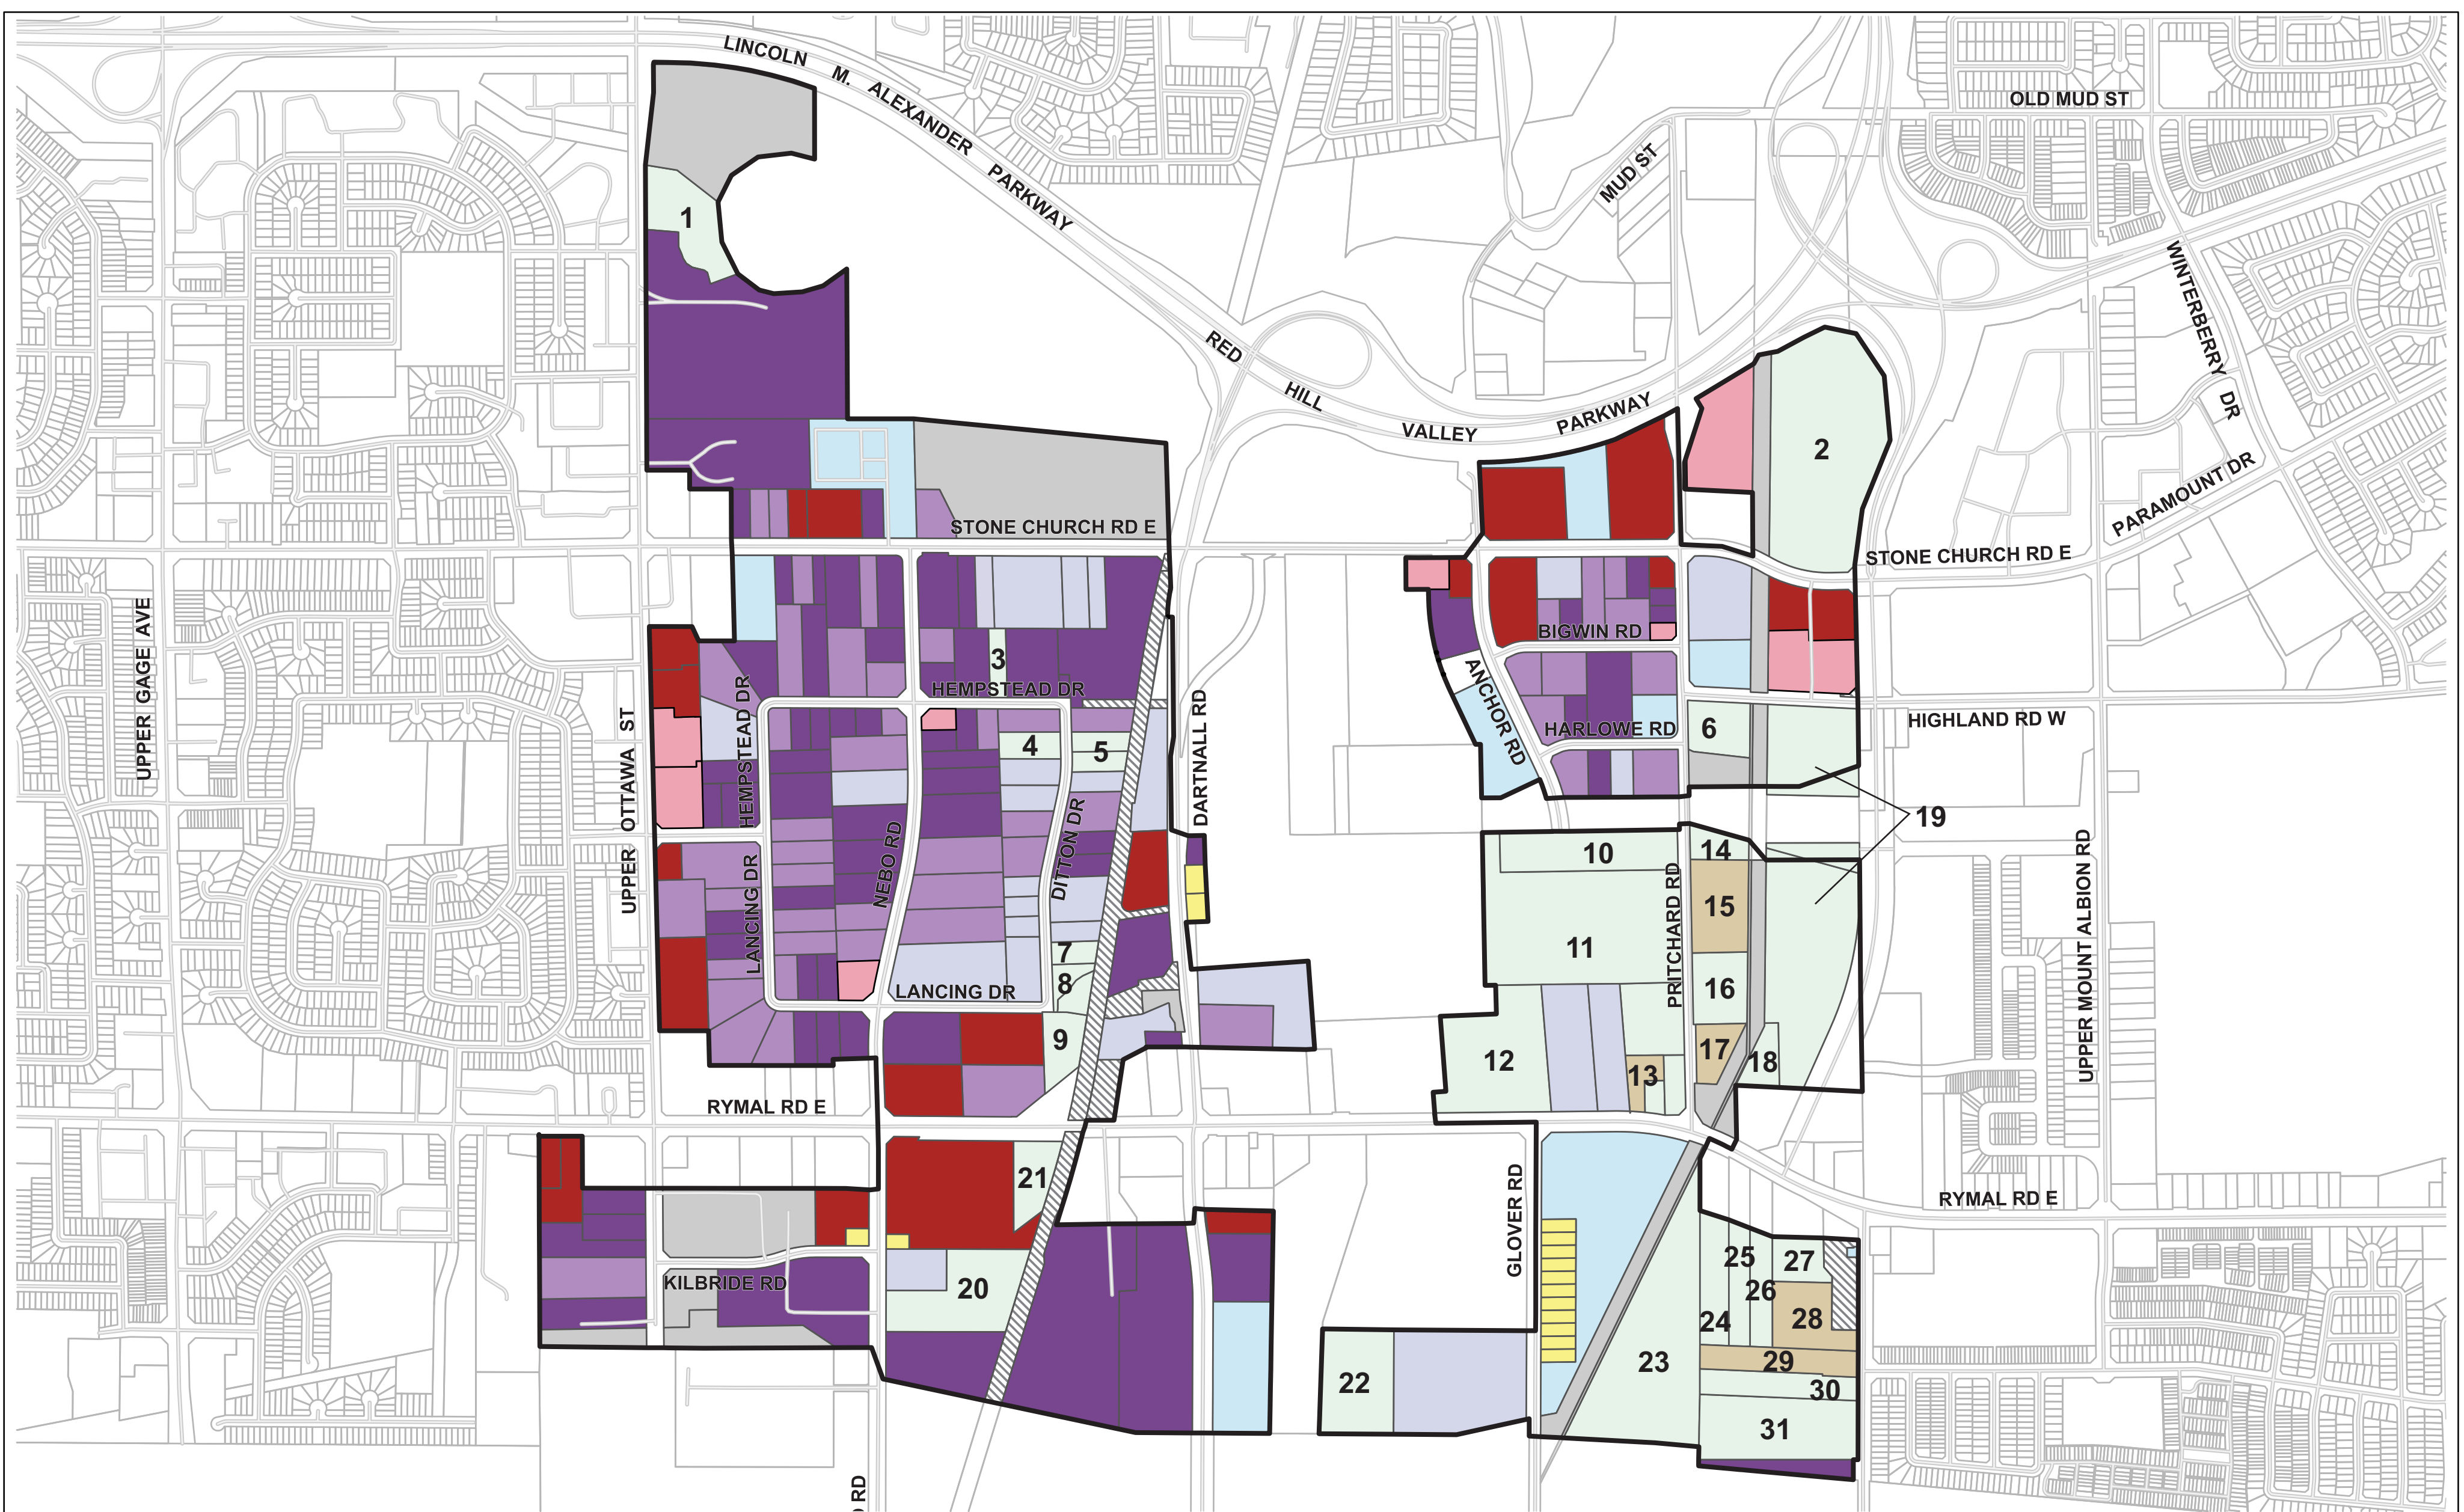 LINCOLN M. ALEXANDER PARKWAY
OLD MUD ST
MUD ST
1
WINTERBERRY DR
RED HILL VALLEY PARKWAY
2
PARAMOUNT DR
STONE CHURCH RD E
STONE CHURCH RD E
UPPER GAGE AVE
BIGWIN RD
3
HEMPSTEAD DR
HEMPSTEAD DR
ANCHOR RD
UPPER OTTAWA ST
DARTNALL RD
HARLOWE RD
6
HIGHLAND RD W
4
5
19
DITTON DR
NEBO RD
10
14
PRITCHARD RD
UPPER MOUNT ALBION RD
15
LANCING DR
11
7
8
16
LANCING DR
9
12
13
17
18
RYMAL RD E
21
GLOVER RD
RYMAL RD E
25
27
KILBRIDE RD
20
26
24
28
23
29
22
30
31
RD